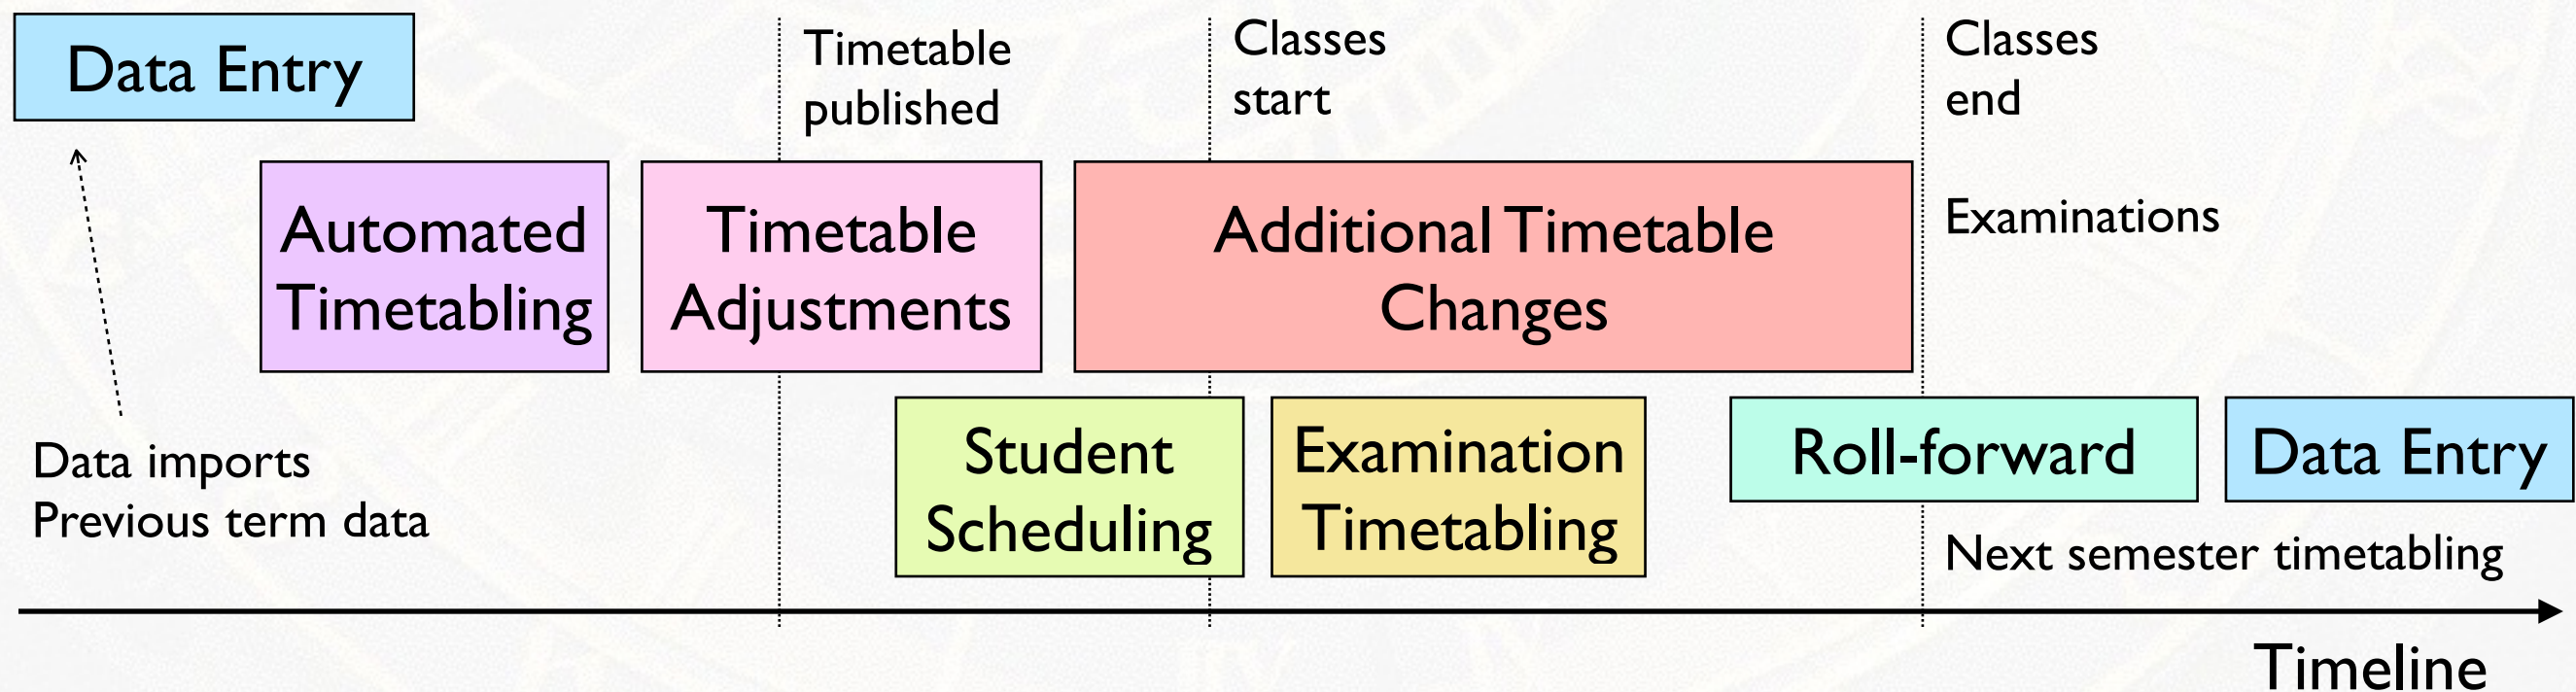 Data Entry
Timetable
published
Classes
start
Classes
end
Automated
Timetabling
Timetable
Adjustments
Additional Timetable
Changes
Examinations
Data imports
Previous term data
Student
Scheduling
Examination
Timetabling
Roll-forward
Data Entry
Next semester timetabling
Timeline